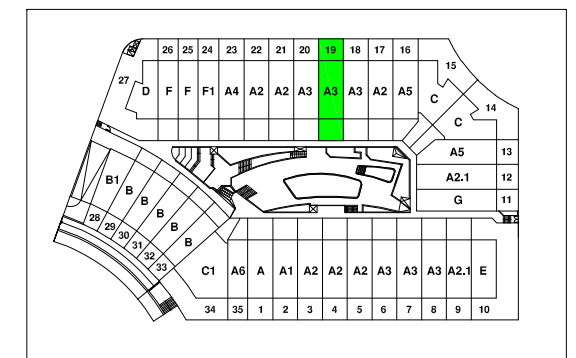 26 25 24 23 22 21 20 19 18 17 16
15
27
14
D F F F1 A4 A2 A2 A3 A3 A3 A2 A5 C
C
A5 13
A2.1 12
G 11
B1
B
B
B
B
B
28
29
30
31
32
33
C1 A6 A A1 A2 A2 A2 A3 A3 A3 A2.1 E
34 35 1 2 3 4 5 6 7 8 9 10